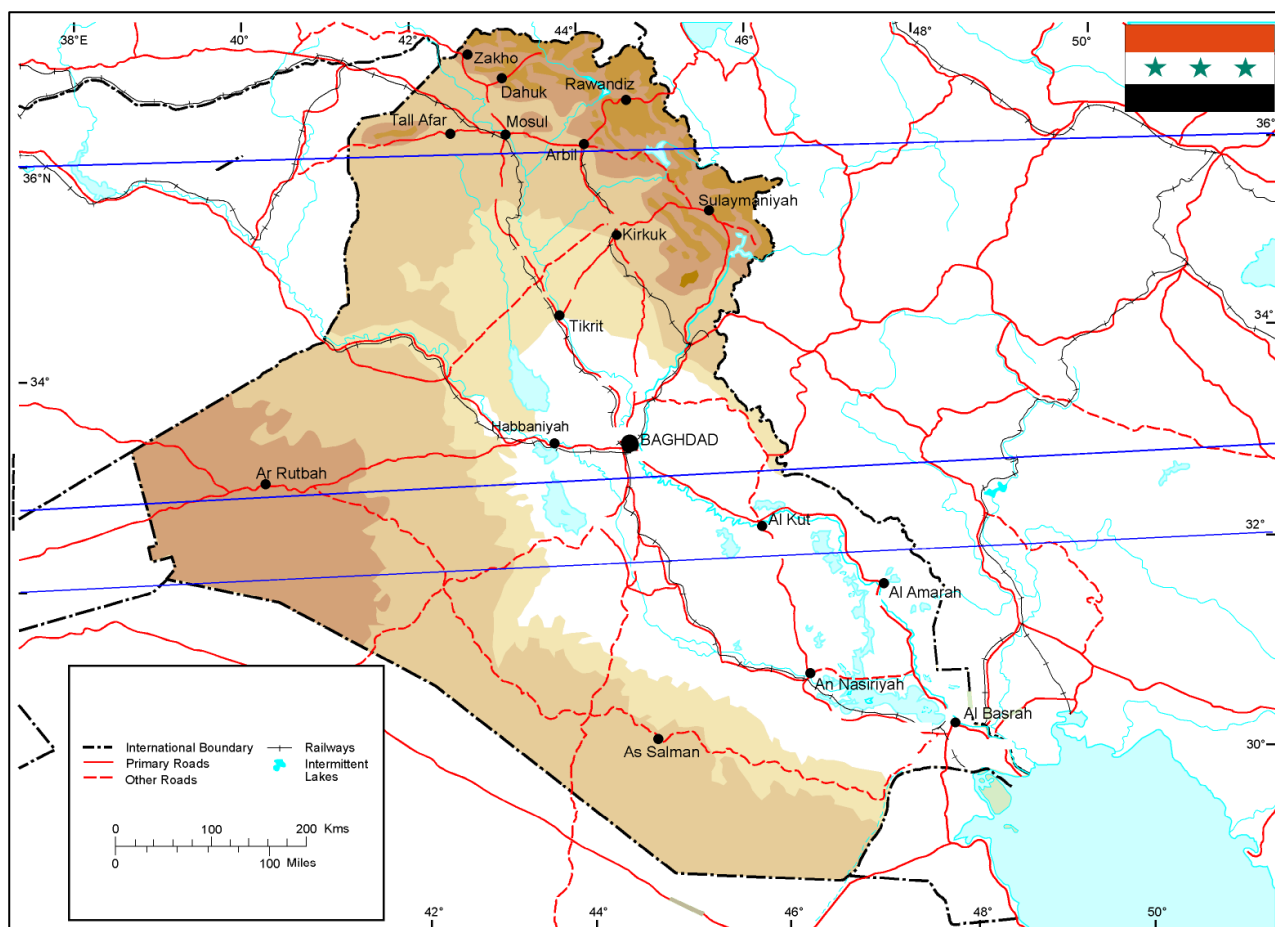 38°E
40°
42°
44°
46°
48°
50°
Zakho
Dahuk
Rawandiz
Tall Afar
Mosul
Arbil
36°
36°N
Sulaymaniyah
Kirkuk
Tikrit
34°
34°
Habbaniyah
BAGHDAD
Ar Rutbah
Al Kut
32°
Al Amarah
An Nasiriyah
Al Basrah
As Salman
30°
International Boundary
Primary Roads
Other Roads
Railways
Intermittent
Lakes
0 100 200 Kms
0 100 Miles
42°
44°
46°
48°
50°